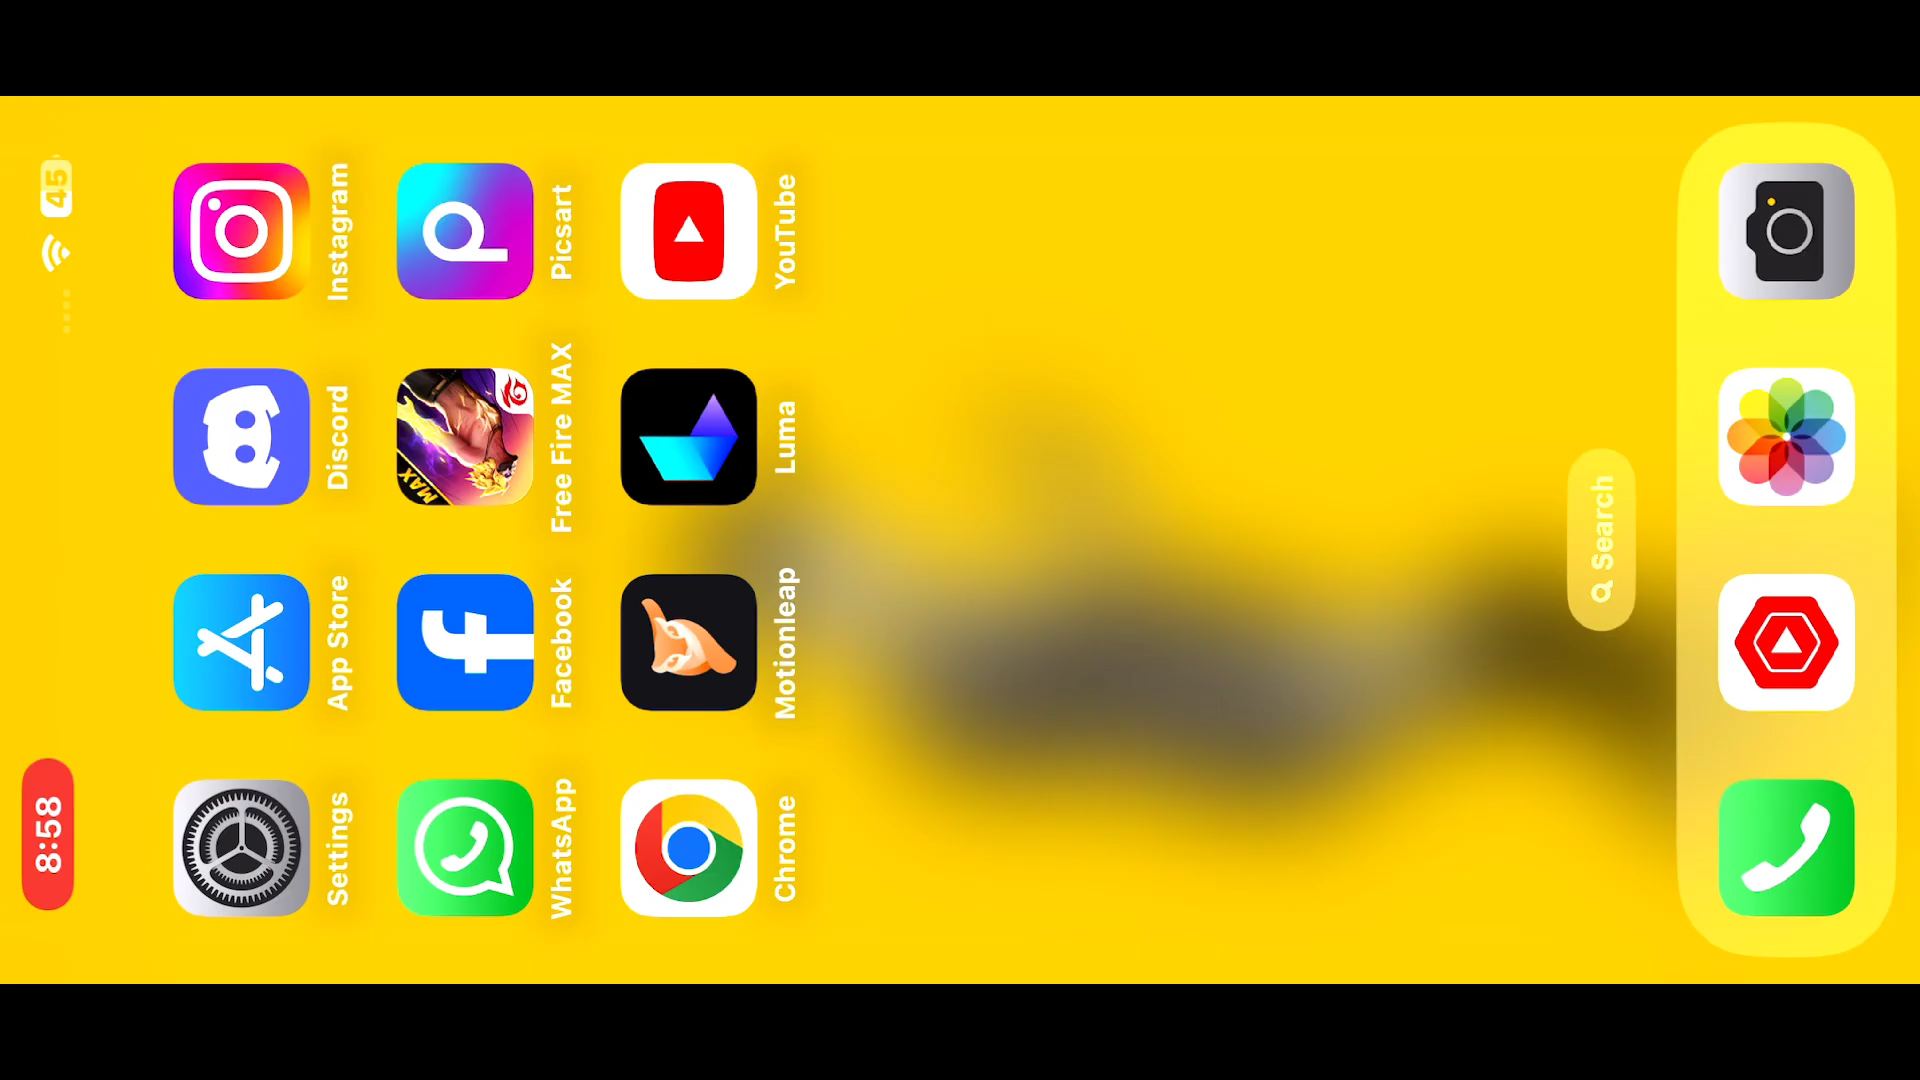 8:58
45
Settings
App Store
Discord
Instagram
WhatsApp
Facebook
MAX
Free Fire MAX
Picsart
Chrome
Motionleap
Luma
YouTube
Search